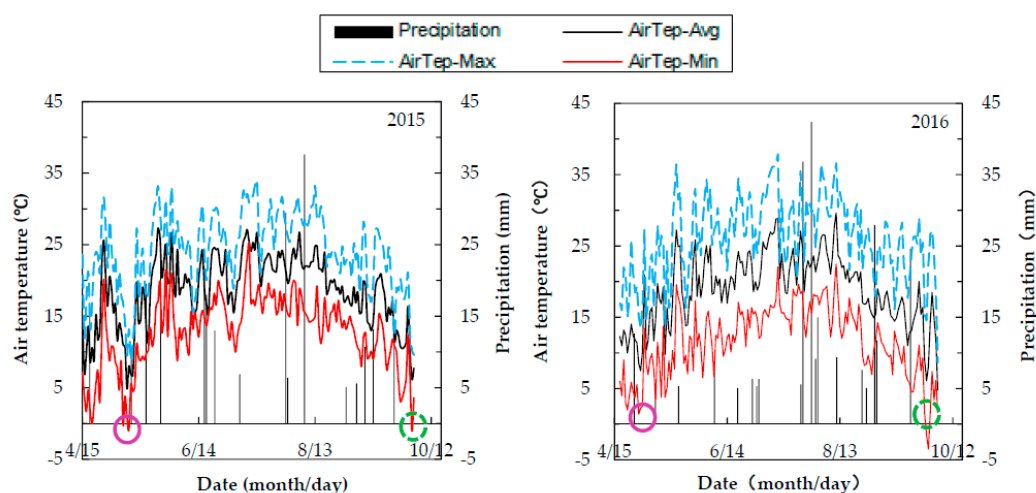 Precipitation AirTep-Avg
AirTep-Max AirTep-Min
45 45 45 45
2015 2016
35 35 35 35
25 25 25 25
15 15 15 15
5 5 5 5
-5 -5 -5 -5
4/15 6/14 8/13 10/12 4/15 6/14 8/13 10/12
Air temperature (℃)
Precipitation (mm)
Air temperature（℃）
Precipitation（mm）
Date (month/day) Date（month/day）